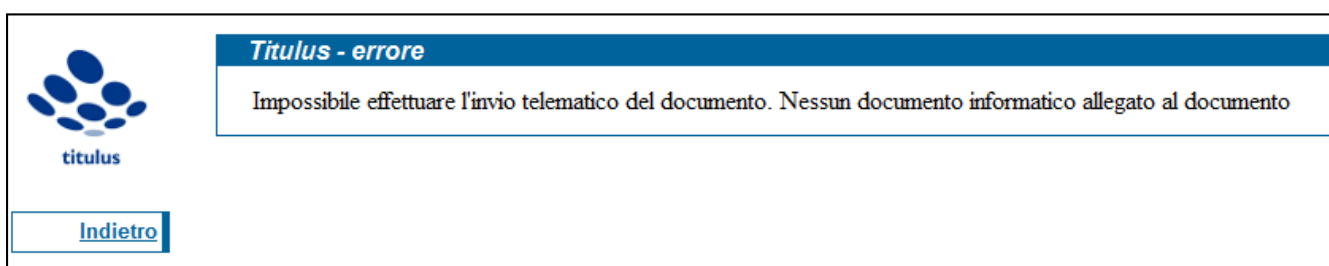 Titulus - errore
Impossibile effettuare l'invio telematico del documento. Nessun documento informatico allegato al documento
titulus
Indietro